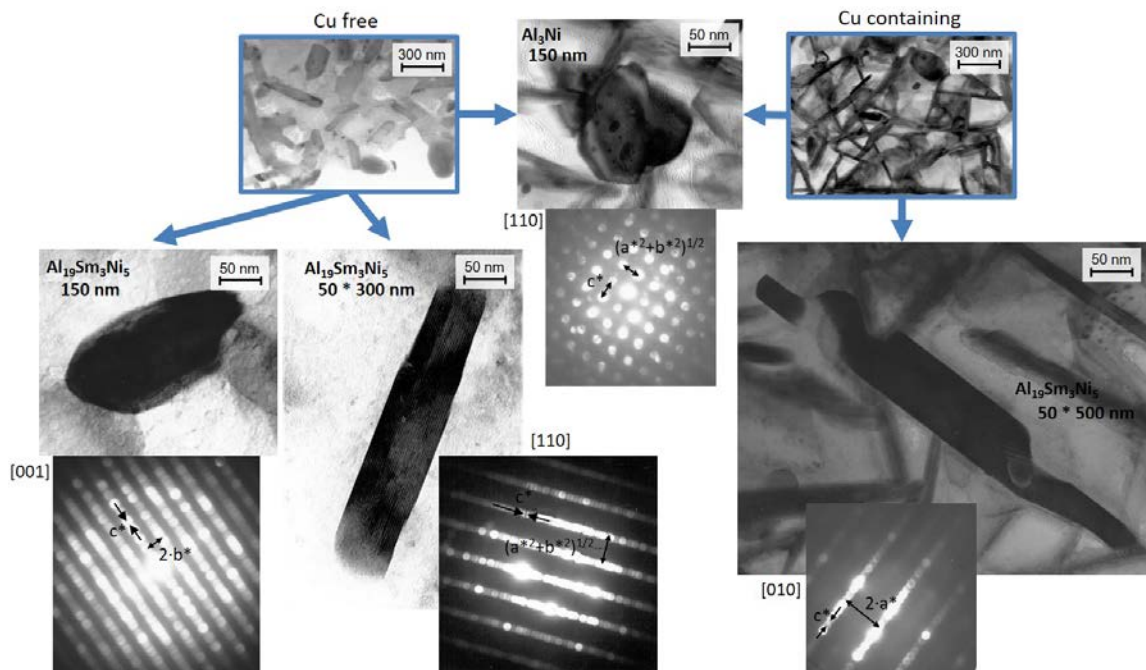 Cu free
Cu containing
300 nm
Al₃Ni
150 nm
50 nm
300 nm
[110]
(a*²+b*²)¹/²
c*
Al₁₉Sm₃Ni₅
150 nm
50 nm
Al₁₉Sm₃Ni₅
50 * 300 nm
50 nm
50 nm
Al₁₉Sm₃Ni₅
50 * 500 nm
[001]
c*
2·b*
[110]
c*
(a*²+b*²)¹/²
[010]
c*
2·a*